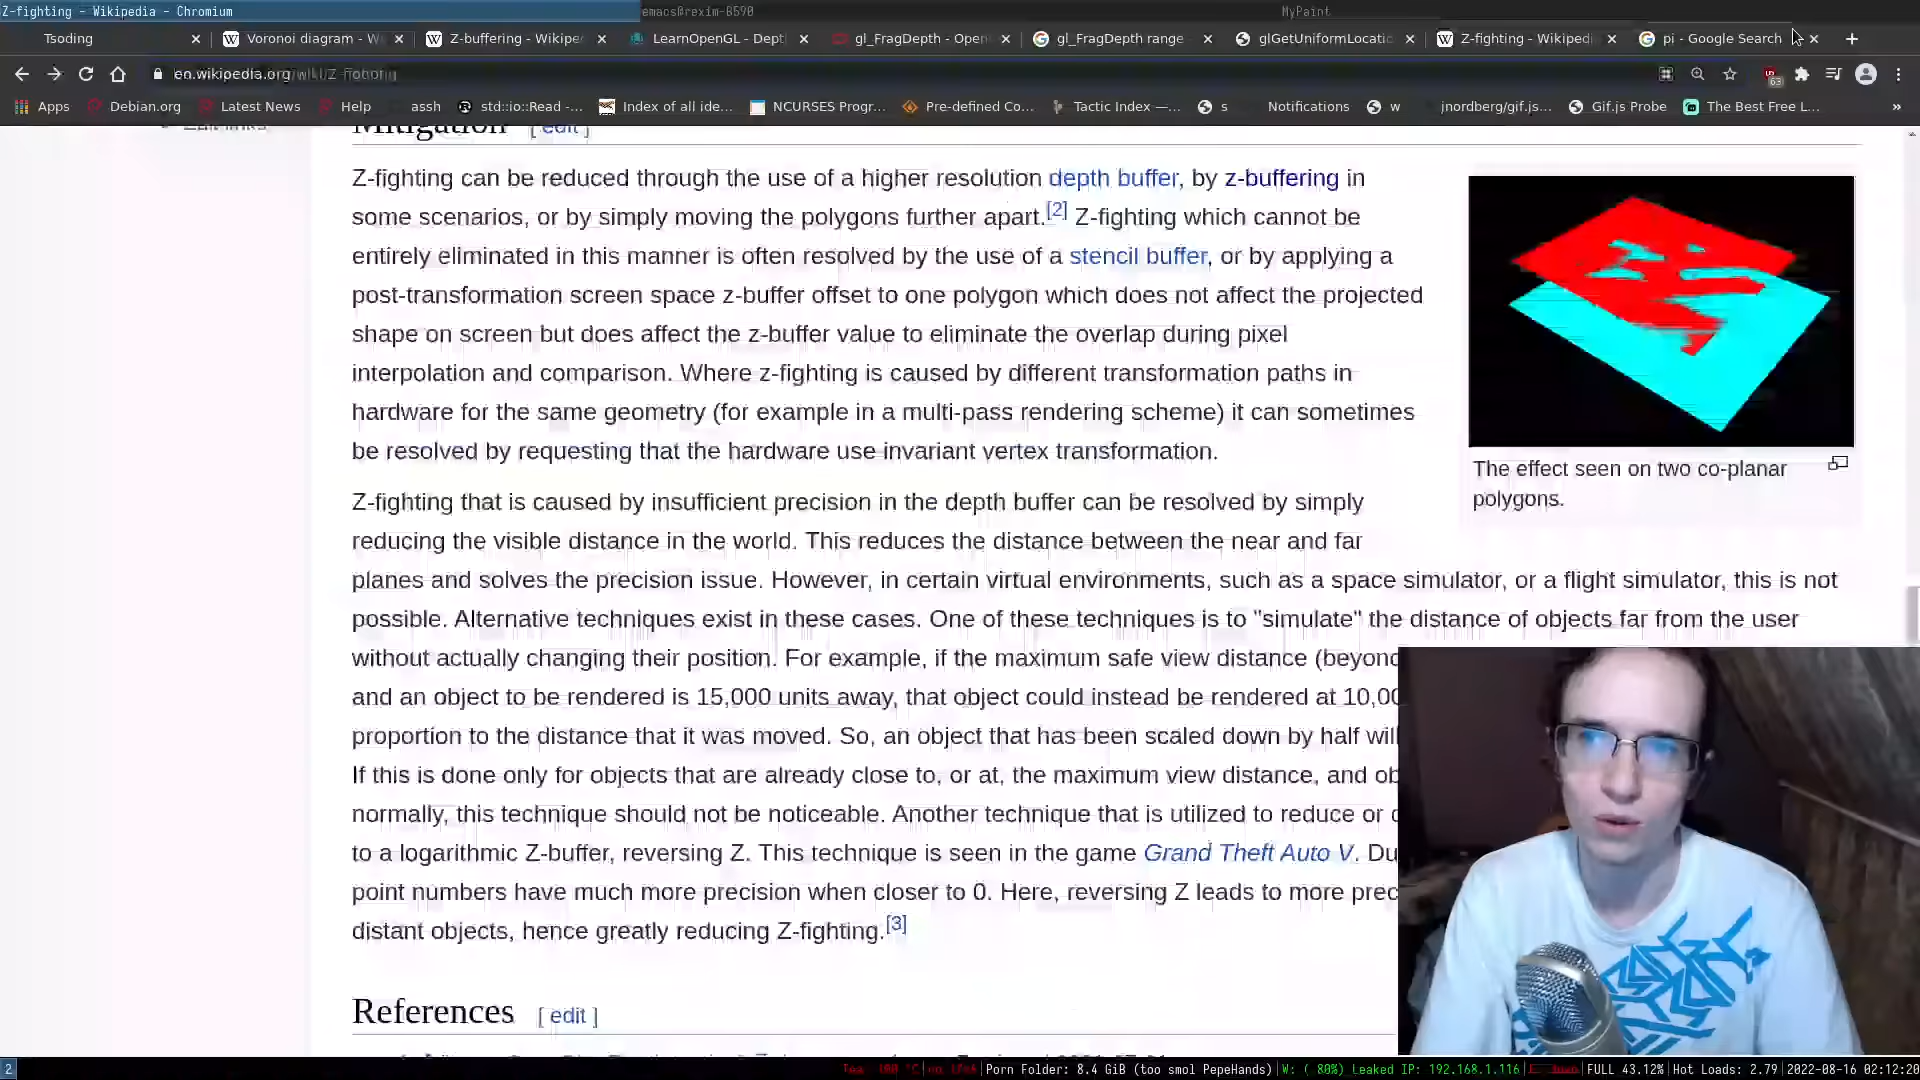 Z-fighting - Wikipedia - Chromium
emacs@rexim-B590
MyPaint
Tsoding
Voronoi diagram - W
Z-buffering - Wikipe
LearnOpenGL - Dept
gl_FragDepth - Open
gl_FragDepth range
glGetUniformLocatic
Z-fighting - Wikiped
pi - Google Search
en.wikipedia.org
Apps
Debian.org
Latest News
Help
assh
std::io::Read -...
Index of all ide...
NCURSES Progr...
Pre-defined Co...
Tactic Index —...
s
Notifications
w
jnordberg/gif.js...
Gif.js Probe
The Best Free L...
»
Mitigation [ edit ]
Z-fighting can be reduced through the use of a higher resolution depth buffer, by z-buffering in
some scenarios, or by simply moving the polygons further apart.[2] Z-fighting which cannot be
entirely eliminated in this manner is often resolved by the use of a stencil buffer, or by applying a
post-transformation screen space z-buffer offset to one polygon which does not affect the projected
shape on screen but does affect the z-buffer value to eliminate the overlap during pixel
interpolation and comparison. Where z-fighting is caused by different transformation paths in
hardware for the same geometry (for example in a multi-pass rendering scheme) it can sometimes
be resolved by requesting that the hardware use invariant vertex transformation.
The effect seen on two co-planar
polygons.
Z-fighting that is caused by insufficient precision in the depth buffer can be resolved by simply
reducing the visible distance in the world. This reduces the distance between the near and far
planes and solves the precision issue. However, in certain virtual environments, such as a space simulator, or a flight simulator, this is not
possible. Alternative techniques exist in these cases. One of these techniques is to "simulate" the distance of objects far from the user
without actually changing their position. For example, if the maximum safe view distance (beyond
and an object to be rendered is 15,000 units away, that object could instead be rendered at 10,00
proportion to the distance that it was moved. So, an object that has been scaled down by half will
If this is done only for objects that are already close to, or at, the maximum view distance, and ob
normally, this technique should not be noticeable. Another technique that is utilized to reduce or
to a logarithmic Z-buffer, reversing Z. This technique is seen in the game Grand Theft Auto V. Du
point numbers have much more precision when closer to 0. Here, reversing Z leads to more prec
distant objects, hence greatly reducing Z-fighting.[3]
References [ edit ]
2
Porn Folder: 8.4 GiB (too smol PepeHands)
W: ( 80%) Leaked IP: 192.168.1.116
FULL 43.12%
Hot Loads: 2.79
2022-08-16 02:12:20